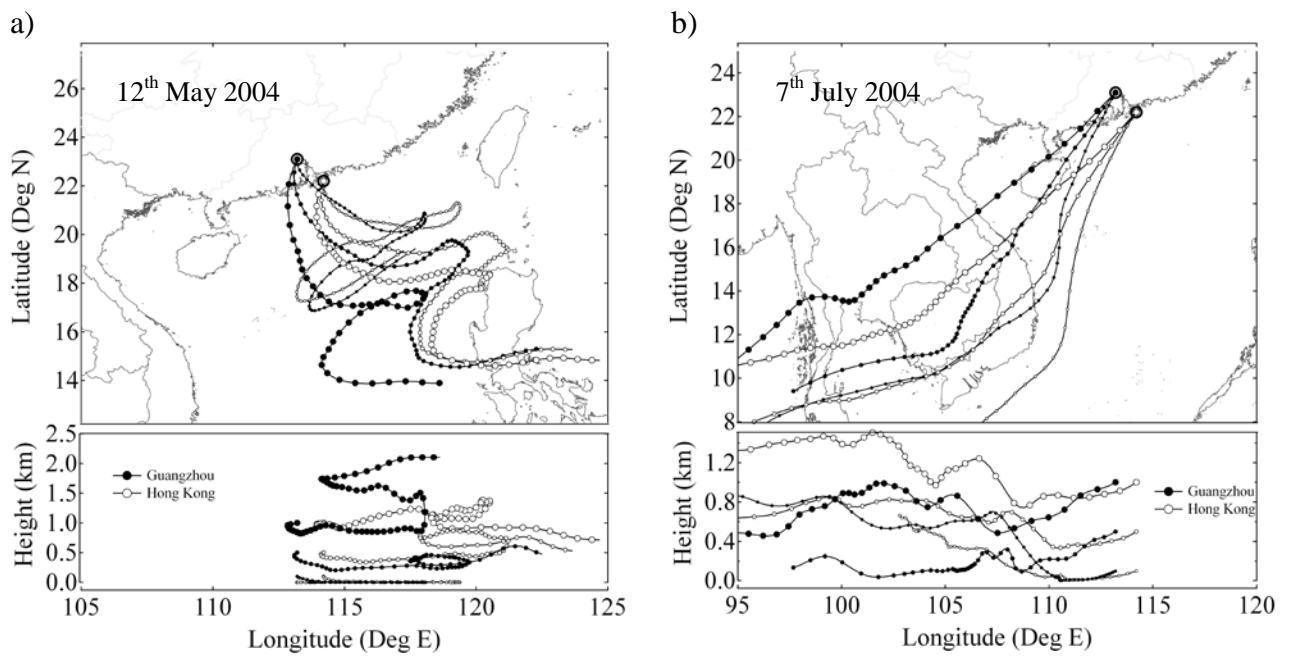 a)
12th May 2004
Latitude (Deg N)
26
24
22
20
18
16
14
Height (km)
2.5
2.0
1.5
1.0
0.5
0.0
Guangzhou
Hong Kong
105 110 115 120 125
Longitude (Deg E)
b)
7th July 2004
Latitude (Deg N)
24
22
20
18
16
14
12
10
8
Height (km)
1.2
0.8
0.4
0.0
Guangzhou
Hong Kong
95 100 105 110 115 120
Longitude (Deg E)